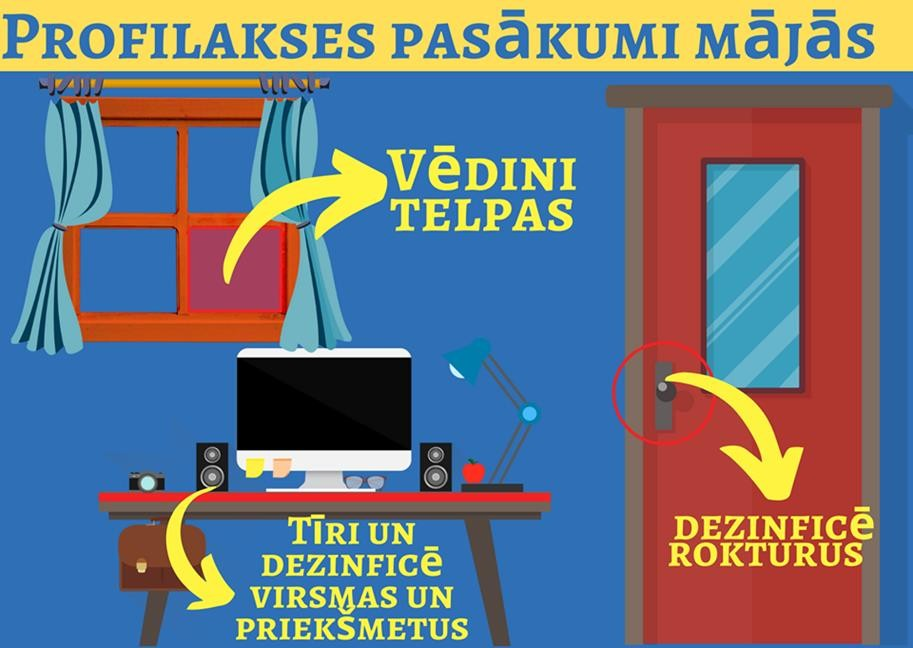 Profilakses pasākumi mājās
Vēdini
telpas
Tīri un
dezinficē
virsmas un
priekšmetus
dezinficē
rokturus